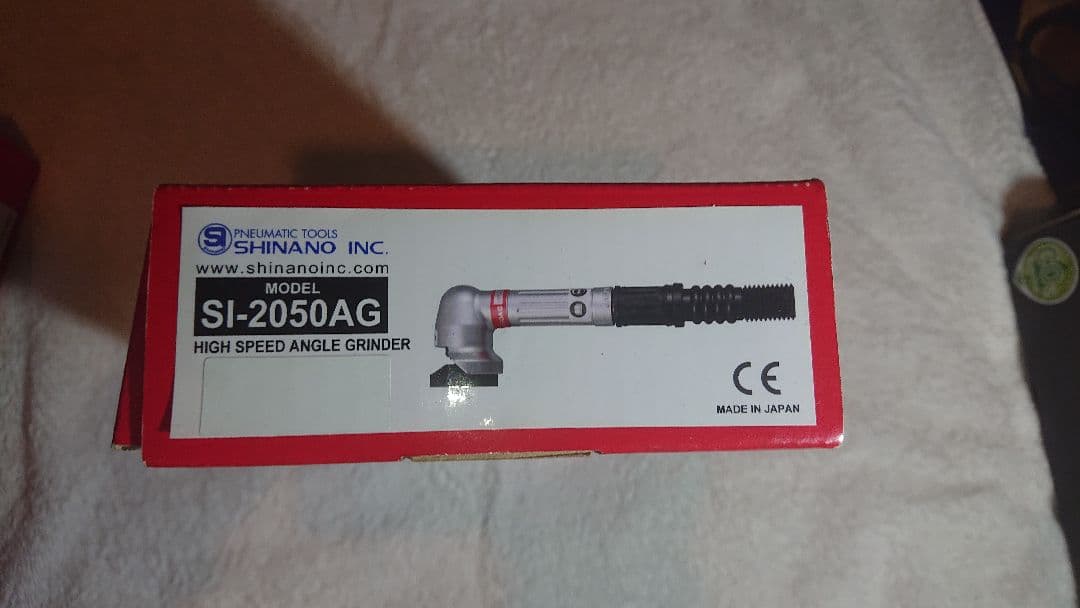 PNEUMATIC TOOLS
SHINANO INC.
www.shinanoinc.com
MODEL
SI-2050AG
HIGH SPEED ANGLE GRINDER
CE
MADE IN JAPAN